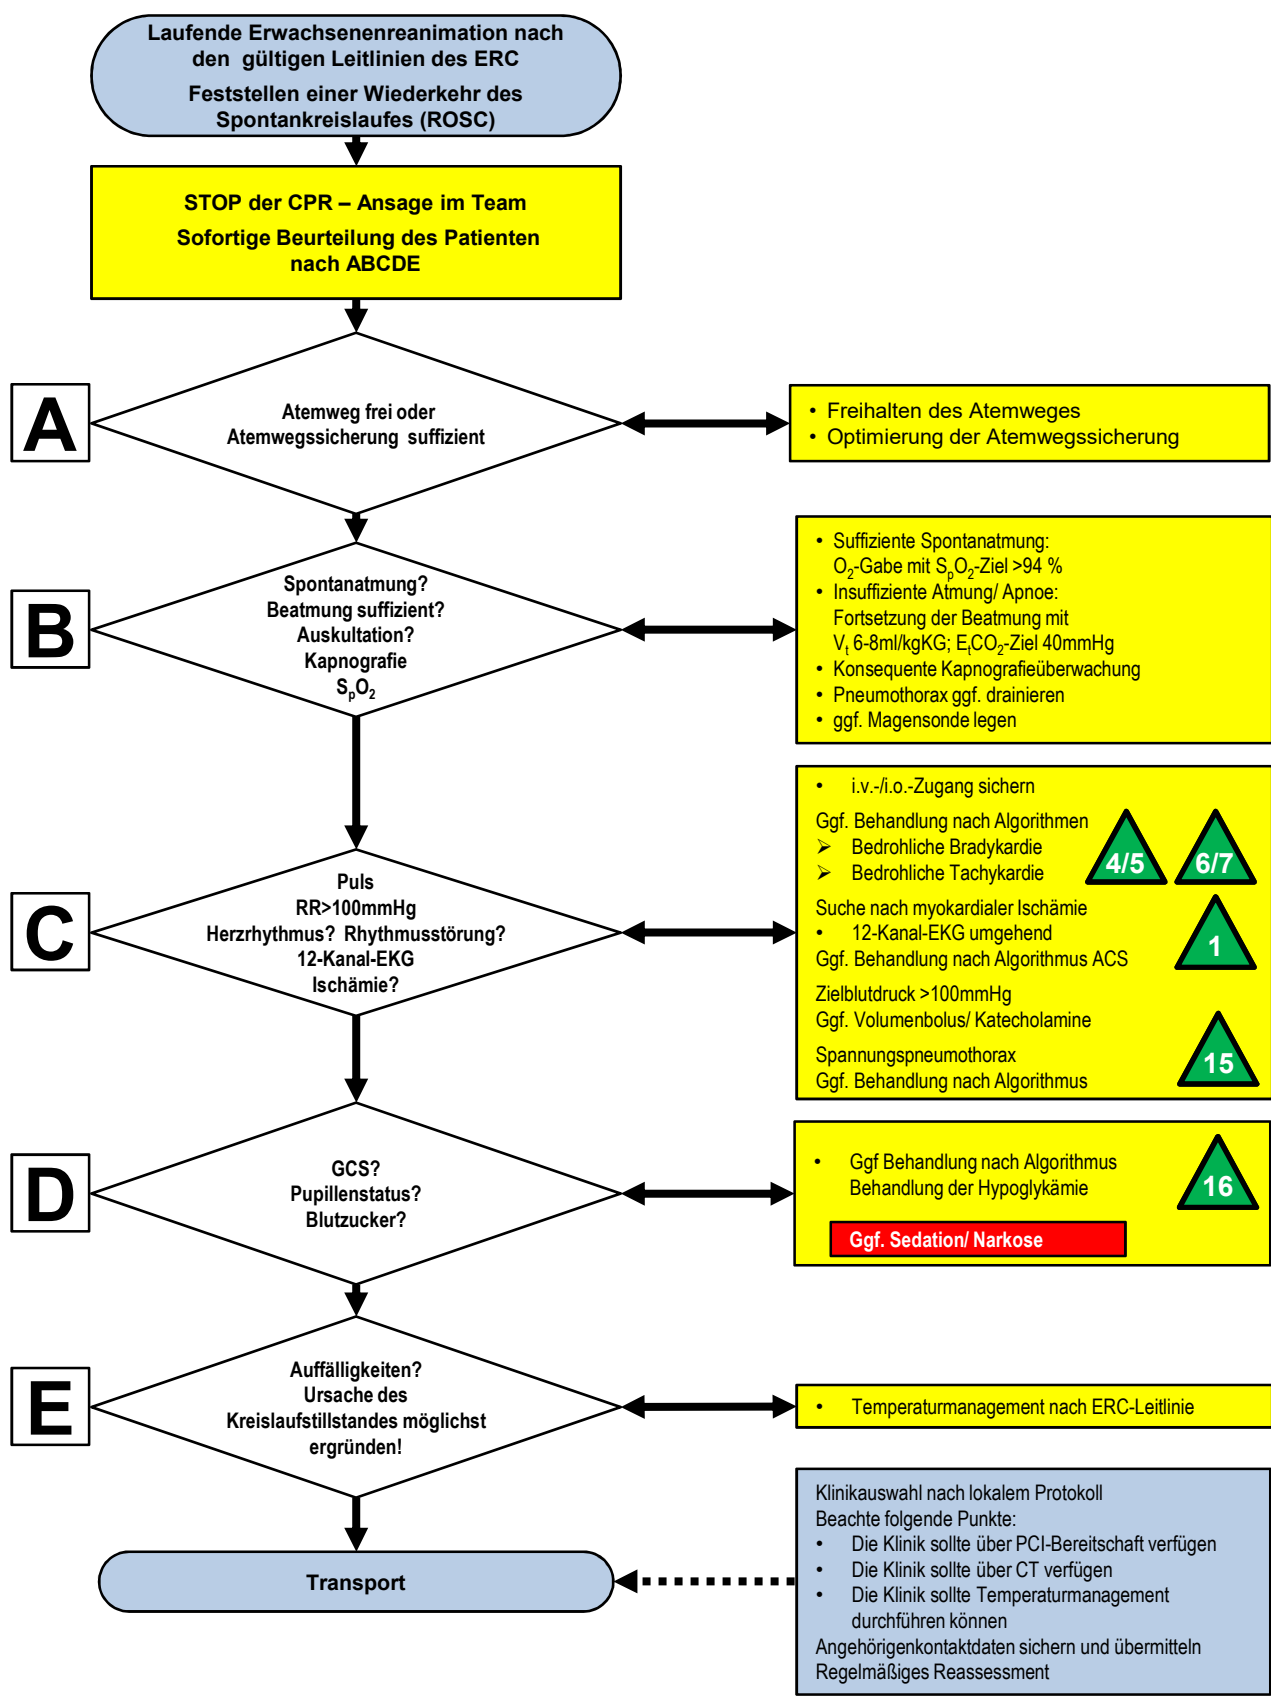 Laufende Erwachsenenreanimation nach
den gültigen Leitlinien des ERC
Feststellen einer Wiederkehr des
Spontankreislaufes (ROSC)
STOP der CPR – Ansage im Team
Sofortige Beurteilung des Patienten
nach ABCDE
A
Atemweg frei oder
Atemwegssicherung suffizient
• Freihalten des Atemweges
• Optimierung der Atemwegssicherung
B
Spontanatmung?
Beatmung suffizient?
Auskultation?
Kapnografie
SpO2
• Suffiziente Spontanatmung:
O2-Gabe mit SpO2-Ziel >94 %
• Insuffiziente Atmung/ Apnoe:
Fortsetzung der Beatmung mit
Vt 6-8ml/kgKG; EtCO2-Ziel 40mmHg
• Konsequente Kapnografieüberwachung
• Pneumothorax ggf. drainieren
• ggf. Magensonde legen
C
Puls
RR>100mmHg
Herzrhythmus? Rhythmusstörung?
12-Kanal-EKG
Ischämie?
• i.v.-/i.o.-Zugang sichern
Ggf. Behandlung nach Algorithmen
➢ Bedrohliche Bradykardie
➢ Bedrohliche Tachykardie
4/5
6/7
Suche nach myokardialer Ischämie
• 12-Kanal-EKG umgehend
Ggf. Behandlung nach Algorithmus ACS
1
Zielblutdruck >100mmHg
Ggf. Volumenbolus/ Katecholamine
Spannungspneumothorax
Ggf. Behandlung nach Algorithmus
15
D
GCS?
Pupillenstatus?
Blutzucker?
• Ggf Behandlung nach Algorithmus
Behandlung der Hypoglykämie
16
Ggf. Sedation/ Narkose
E
Auffälligkeiten?
Ursache des
Kreislaufstillstandes möglichst
ergründen!
• Temperaturmanagement nach ERC-Leitlinie
Transport
Klinikauswahl nach lokalem Protokoll
Beachte folgende Punkte:
• Die Klinik sollte über PCI-Bereitschaft verfügen
• Die Klinik sollte über CT verfügen
• Die Klinik sollte Temperaturmanagement
durchführen können
Angehörigenkontaktdaten sichern und übermitteln
Regelmäßiges Reassessment